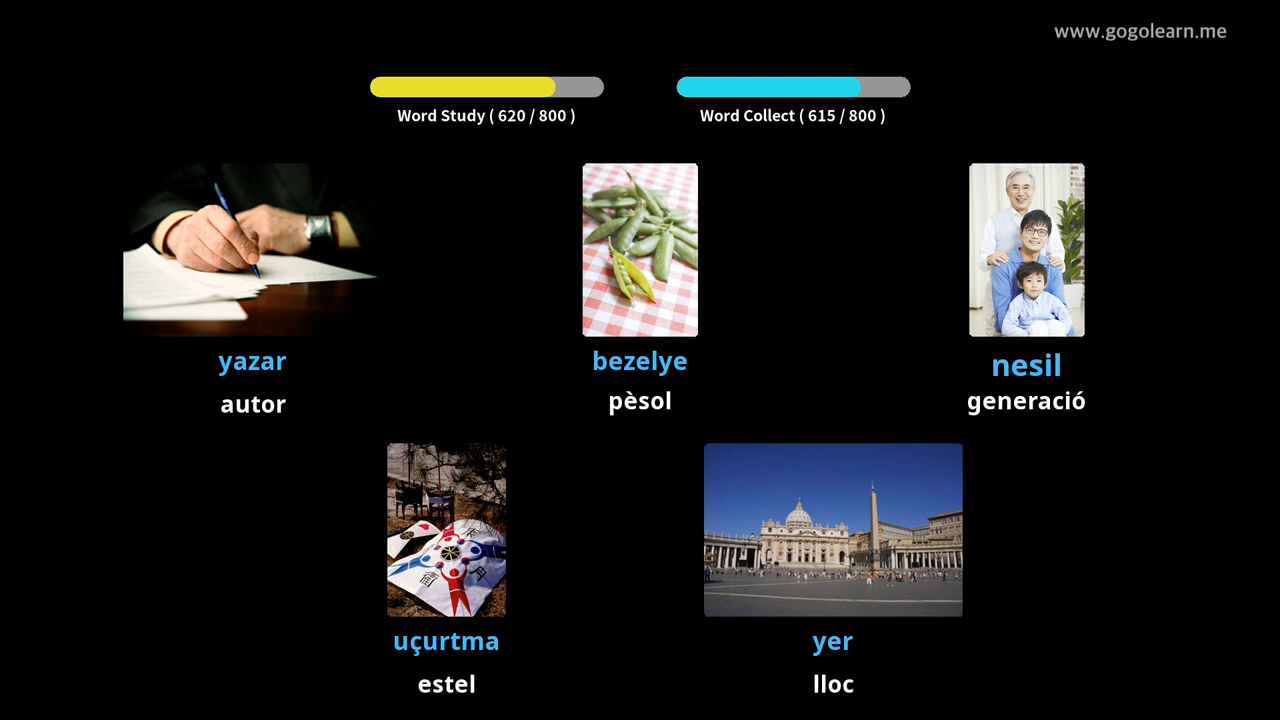 www.gogolearn.me
Word Study ( 620 / 800 )
Word Collect ( 615 / 800 )
yazar
autor
bezelye
pèsol
nesil
generació
uçurtma
estel
yer
lloc